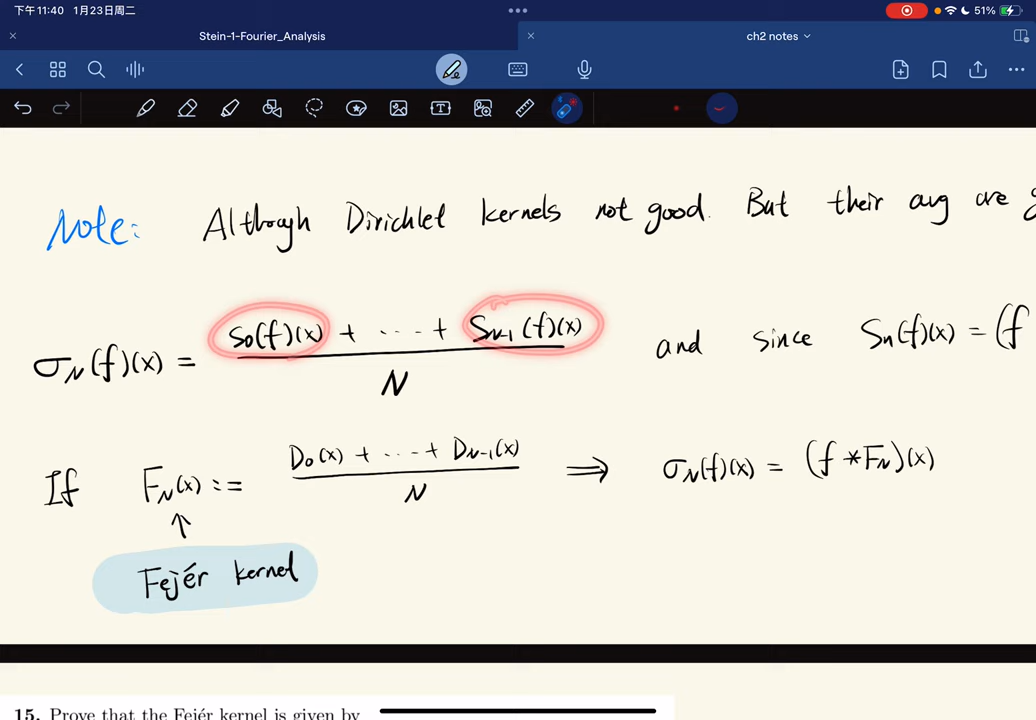 下午11:40 1月23日周二
51%
Stein-1-Fourier_Analysis
ch2 notes
Note: Although Dirichlet kernels not good. But their avg are
σN(f)(x) = S0(f)(x) + ... + SN-1(f)(x) / N and since Sn(f)(x) = (f
If FN(x) := D0(x) + ... + DN-1(x) / N ⇒ σN(f)(x) = (f * FN)(x)
↑
Fejér kernel
15. Prove that the Fejér kernel is given by